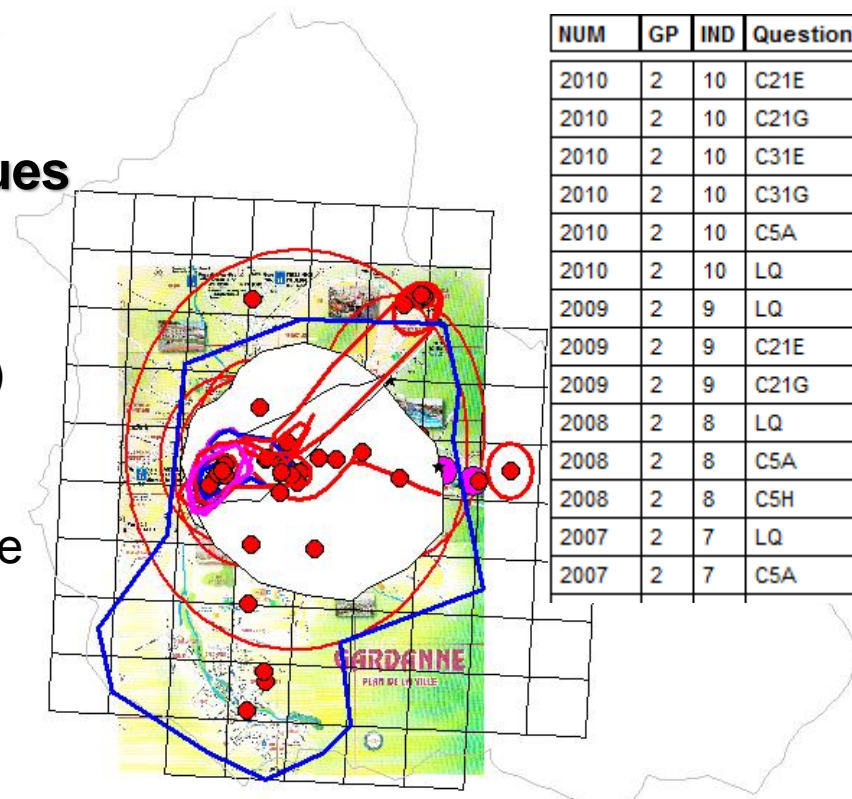 ues
)
e
NUM GP IND Question
2010 2 10 C21E
2010 2 10 C21G
2010 2 10 C31E
2010 2 10 C31G
2010 2 10 C5A
2010 2 10 LQ
2009 2 9 LQ
2009 2 9 C21E
2009 2 9 C21G
2008 2 8 LQ
2008 2 8 C5A
2008 2 8 C5H
2007 2 7 LQ
2007 2 7 C5A
GARDANNE
PLAN DE LA VILLE